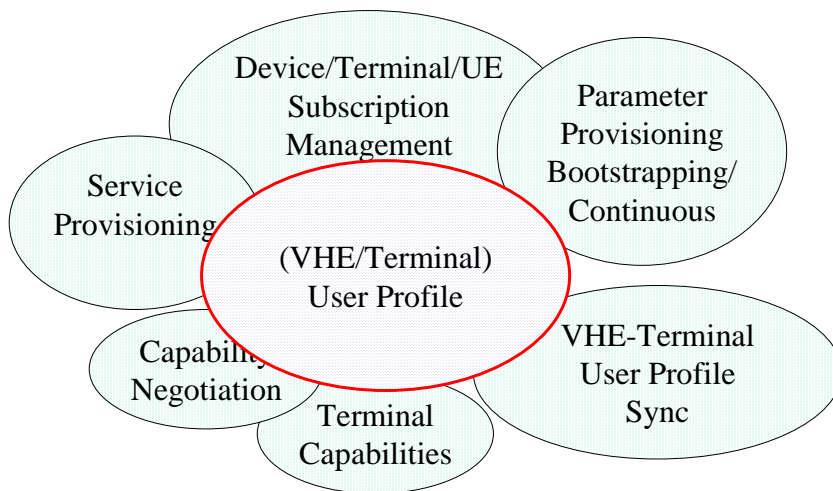 Device/Terminal/UE
Subscription
Management
Parameter
Provisioning
Bootstrapping/
Continuous
Service
Provisioning
(VHE/Terminal)
User Profile
Capability
Negotiation
VHE-Terminal
User Profile
Sync
Terminal
Capabilities